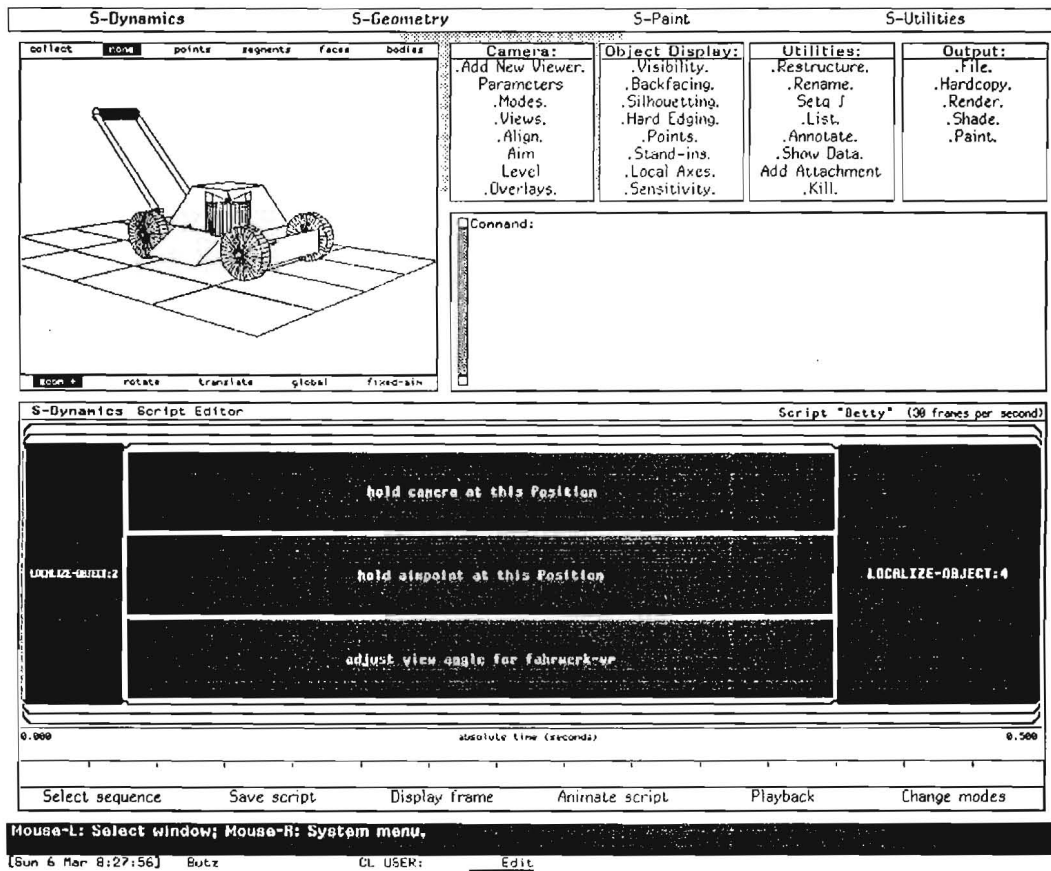 S-Dynamics S-Geometry S-Paint S-Utilities
collect none points segments faces bodies
Camera:
.Add New Viewer.
Parameters
.Modes.
.Views.
.Align.
Aim
Level
.Overlays.
Object Display:
.Visibility.
.Backfacing.
.Silhouetting.
.Hard Edging.
.Points.
.Stand-ins.
.Local Axes.
.Sensitivity.
Utilities:
.Restructure.
.Rename.
Setq ∫
.List.
.Annotate.
.Show Data.
Add Attachment
.Kill.
Output:
.File.
.Hardcopy.
.Render.
.Shade.
.Paint.
Command:
zoom + rotate translate global fixed-aim
S-Dynamics Script Editor Script "Betty" (30 frames per second)
hold camera at this Position
LOCALIZE-OBJECT:2 hold aimpoint at this Position LOCALIZE-OBJECT:4
adjust view angle for fahrwerk-vr
0.000 absolute time (seconds) 0.500
Select sequence Save script Display frame Animate script Playback Change modes
Mouse-L: Select window; Mouse-R: System menu.
[Sun 6 Mar 8:27:56] Butz CL USER: Edit